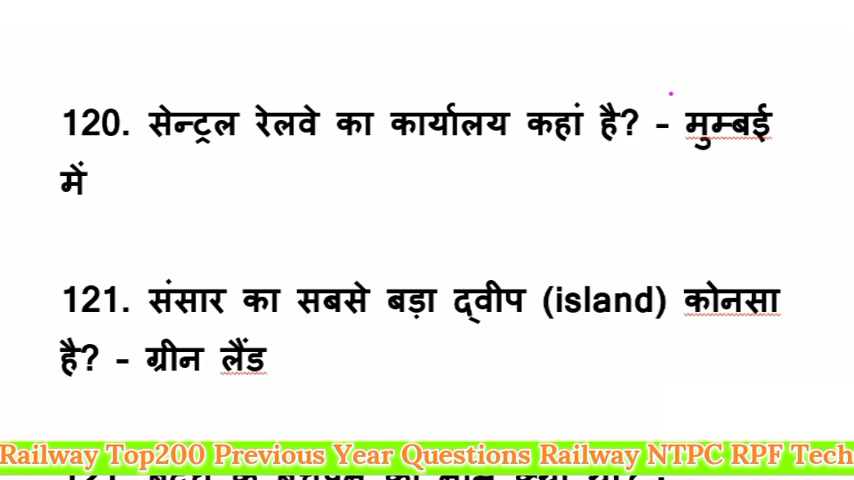 120. सेन्ट्रल रेलवे का कार्यालय कहां है? - मुम्बई
में
121. संसार का सबसे बड़ा द्वीप (island) कोनसा
है? - ग्रीन लैंड
Railway Top200 Previous Year Questions Railway NTPC RPF Tech